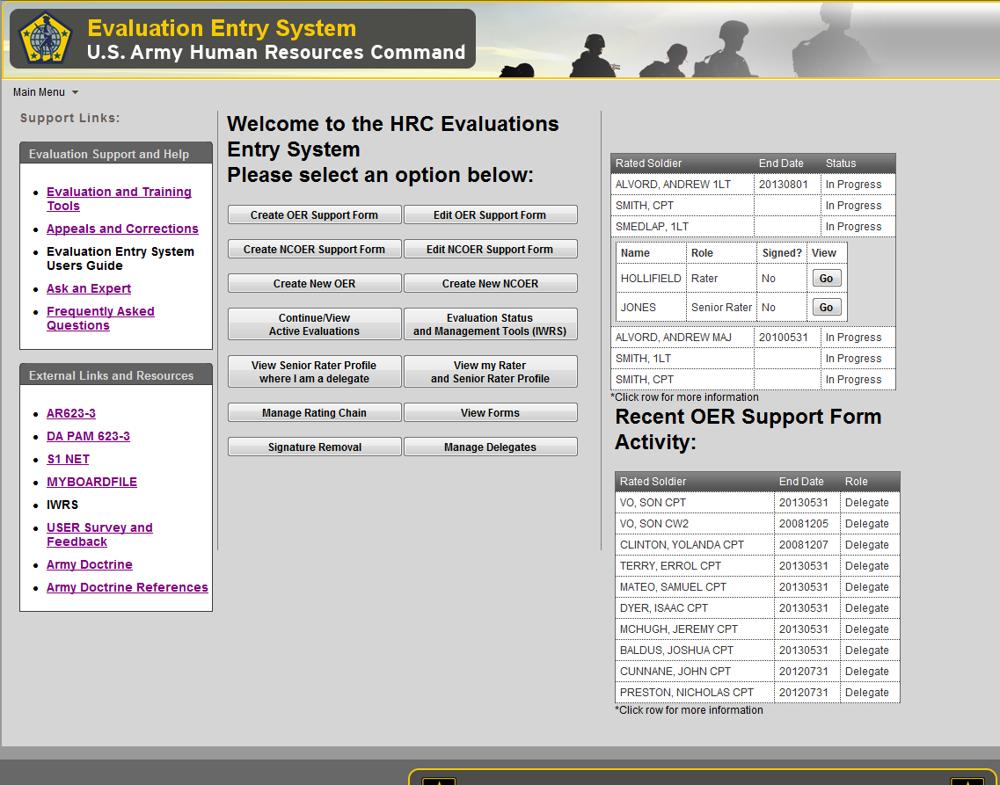 Evaluation Entry System
U.S. Army Human Resources Command
Main Menu
Support Links:
Evaluation Support and Help
Evaluation and Training
Tools
Appeals and Corrections
Evaluation Entry System
Users Guide
Ask an Expert
Frequently Asked
Questions
External Links and Resources
AR623-3
DA PAM 623-3
S1 NET
MYBOARDFILE
IWRS
USER Survey and
Feedback
Army Doctrine
Army Doctrine References
Welcome to the HRC Evaluations
Entry System
Please select an option below:
Create OER Support Form Edit OER Support Form
Create NCOER Support Form Edit NCOER Support Form
Create New OER Create New NCOER
Continue/View
Active Evaluations
Evaluation Status
and Management Tools (IWRS)
View Senior Rater Profile
where I am a delegate
View my Rater
and Senior Rater Profile
Manage Rating Chain View Forms
Signature Removal Manage Delegates
Rated Soldier End Date Status
ALVORD, ANDREW 1LT 20130801 In Progress
SMITH, CPT In Progress
SMEDLAP, 1LT In Progress
Name Role Signed? View
HOLLIFIELD Rater No Go
JONES Senior Rater No Go
ALVORD, ANDREW MAJ 20100531 In Progress
SMITH, 1LT In Progress
SMITH, CPT In Progress
*Click row for more information
Recent OER Support Form
Activity:
Rated Soldier End Date Role
VO, SON CPT 20130531 Delegate
VO, SON CW2 20081205 Delegate
CLINTON, YOLANDA CPT 20081207 Delegate
TERRY, ERROL CPT 20130531 Delegate
MATEO, SAMUEL CPT 20130531 Delegate
DYER, ISAAC CPT 20130531 Delegate
MCHUGH, JEREMY CPT 20130531 Delegate
BALDUS, JOSHUA CPT 20130531 Delegate
CUNNANE, JOHN CPT 20120731 Delegate
PRESTON, NICHOLAS CPT 20120731 Delegate
*Click row for more information